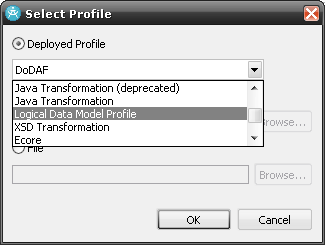 Select Profile
Deployed Profile
DoDAF
Java Transformation (deprecated)
Java Transformation
Logical Data Model Profile
XSD Transformation
Ecore
Browse...
File
Browse...
OK
Cancel